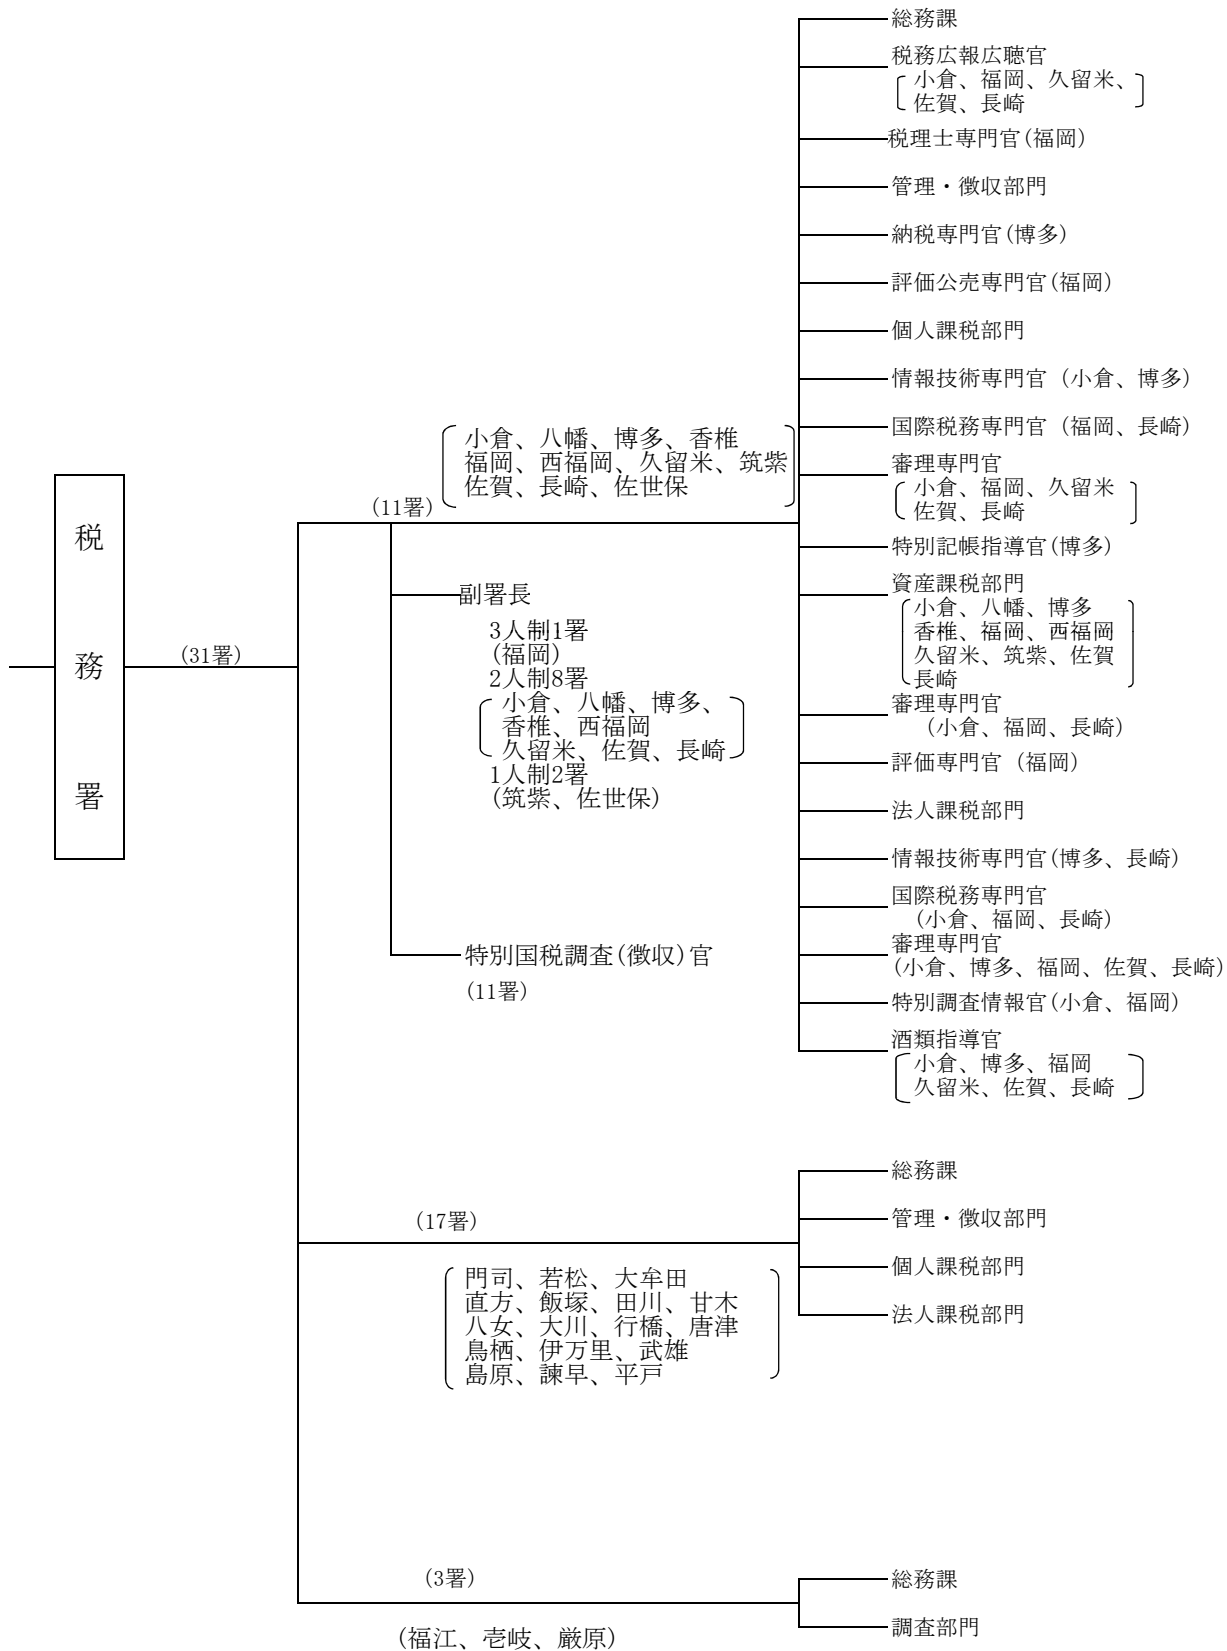 税務署
(31署)
(11署)
小倉、八幡、博多、香椎
福岡、西福岡、久留米、筑紫
佐賀、長崎、佐世保
副署長
3人制1署
(福岡)
2人制8署
小倉、八幡、博多、
香椎、西福岡
久留米、佐賀、長崎
1人制2署
(筑紫、佐世保)
特別国税調査(徴収)官
(11署)
総務課
税務広報広聴官
小倉、福岡、久留米、
佐賀、長崎
税理士専門官(福岡)
管理・徴収部門
納税専門官(博多)
評価公売専門官(福岡)
個人課税部門
情報技術専門官 (小倉、博多)
国際税務専門官 (福岡、長崎)
審理専門官
小倉、福岡、久留米
佐賀、長崎
特別記帳指導官(博多)
資産課税部門
小倉、八幡、博多
香椎、福岡、西福岡
久留米、筑紫、佐賀
長崎
審理専門官
(小倉、福岡、長崎)
評価専門官 (福岡)
法人課税部門
情報技術専門官(博多、長崎)
国際税務専門官
(小倉、福岡、長崎)
審理専門官
(小倉、博多、福岡、佐賀、長崎)
特別調査情報官(小倉、福岡)
酒類指導官
小倉、博多、福岡
久留米、佐賀、長崎
(17署)
門司、若松、大牟田
直方、飯塚、田川、甘木
八女、大川、行橋、唐津
鳥栖、伊万里、武雄
島原、諫早、平戸
総務課
管理・徴収部門
個人課税部門
法人課税部門
(3署)
(福江、壱岐、厳原)
総務課
調査部門